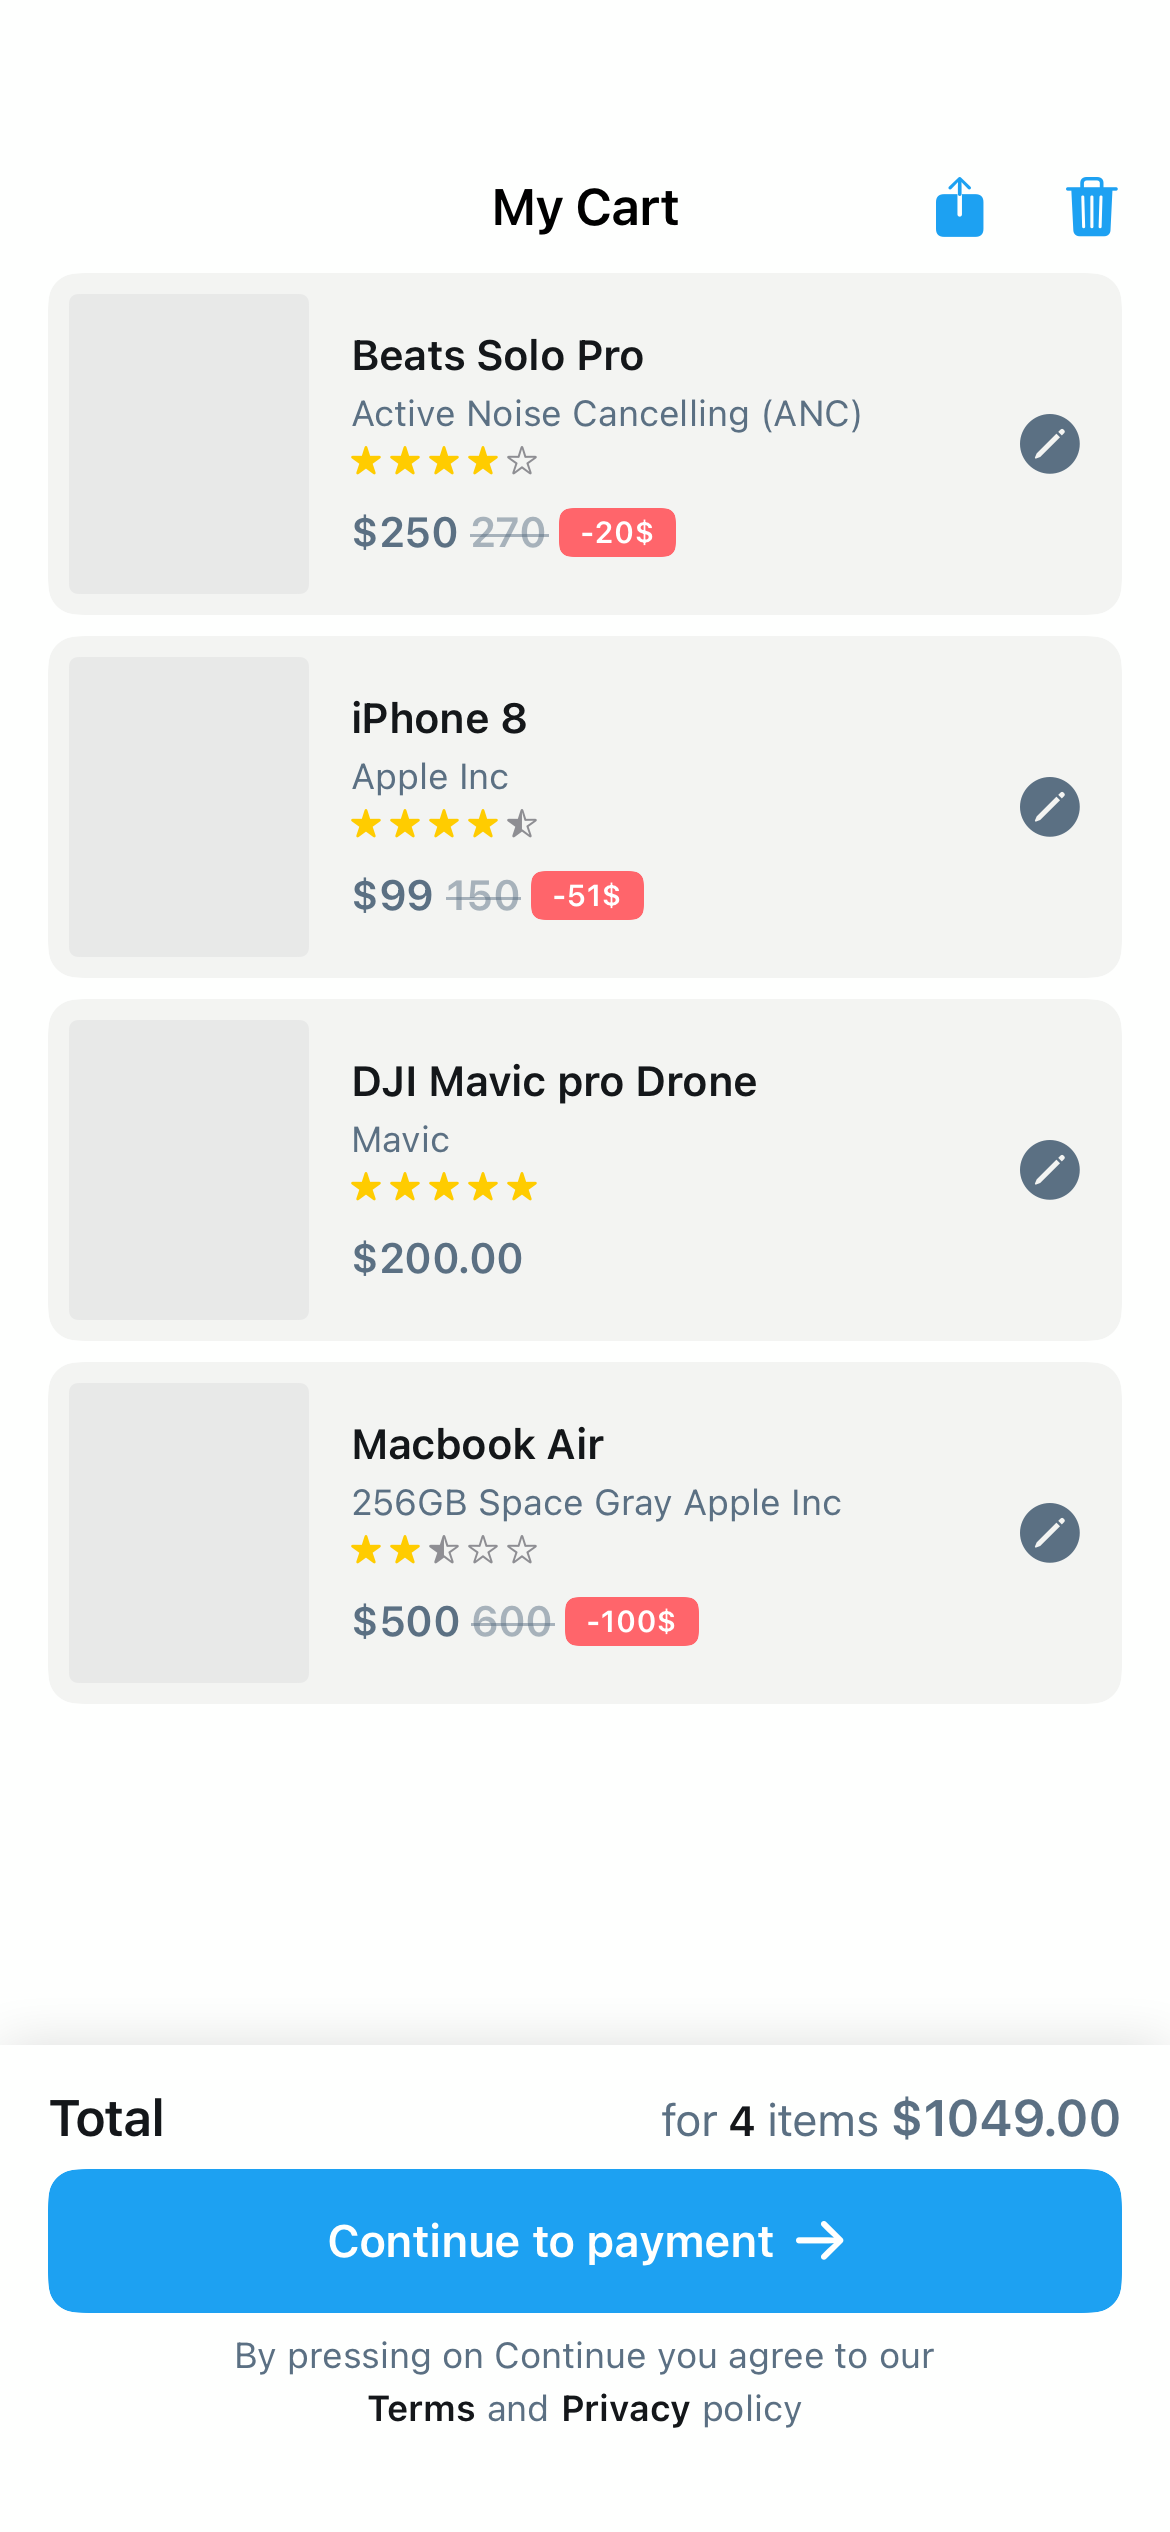 My Cart
Beats Solo Pro
Active Noise Cancelling (ANC)
$250 270 -20$
iPhone 8
Apple Inc
$99 150 -51$
DJI Mavic pro Drone
Mavic
$200.00
Macbook Air
256GB Space Gray Apple Inc
$500 600 -100$
Total for 4 items $1049.00
Continue to payment
By pressing on Continue you agree to our
Terms and Privacy policy